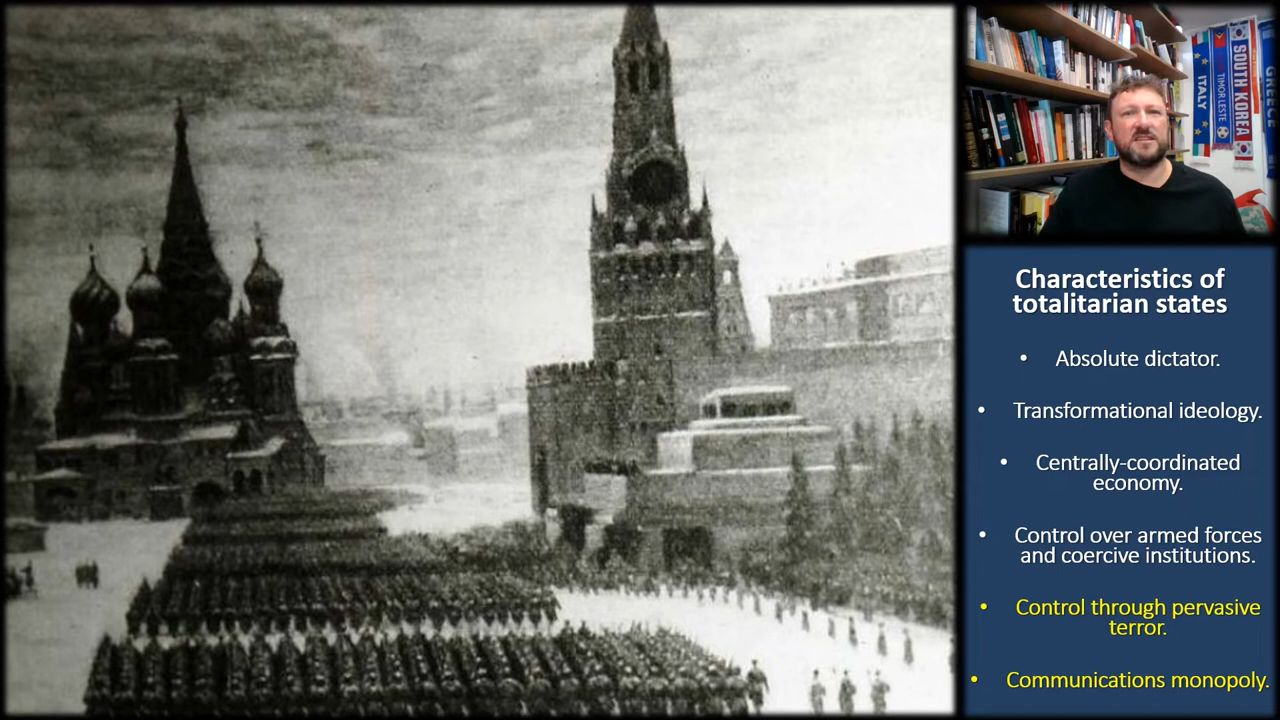 ITALY
TIMOR LESTE
SOUTH KOREA
GREECE
Characteristics of
totalitarian states
• Absolute dictator.
• Transformational ideology.
• Centrally-coordinated
economy.
• Control over armed forces
and coercive institutions.
• Control through pervasive
terror.
• Communications monopoly.